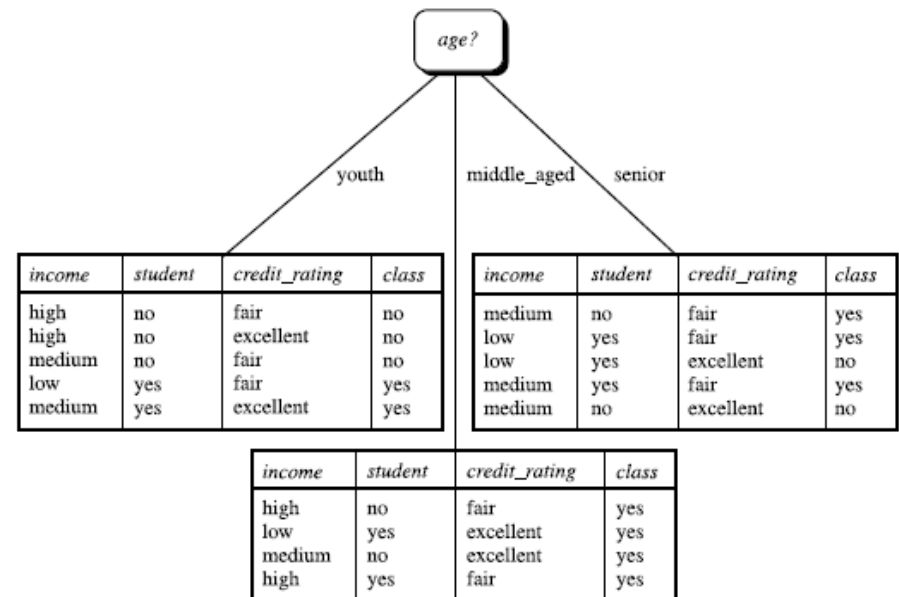 age?
youth
middle_aged
senior
income student credit_rating class
high no fair no
high no excellent no
medium no fair no
low yes fair yes
medium yes excellent yes
income student credit_rating class
medium no fair yes
low yes fair yes
low yes excellent no
medium yes fair yes
medium no excellent no
income student credit_rating class
high no fair yes
low yes excellent yes
medium no excellent yes
high yes fair yes